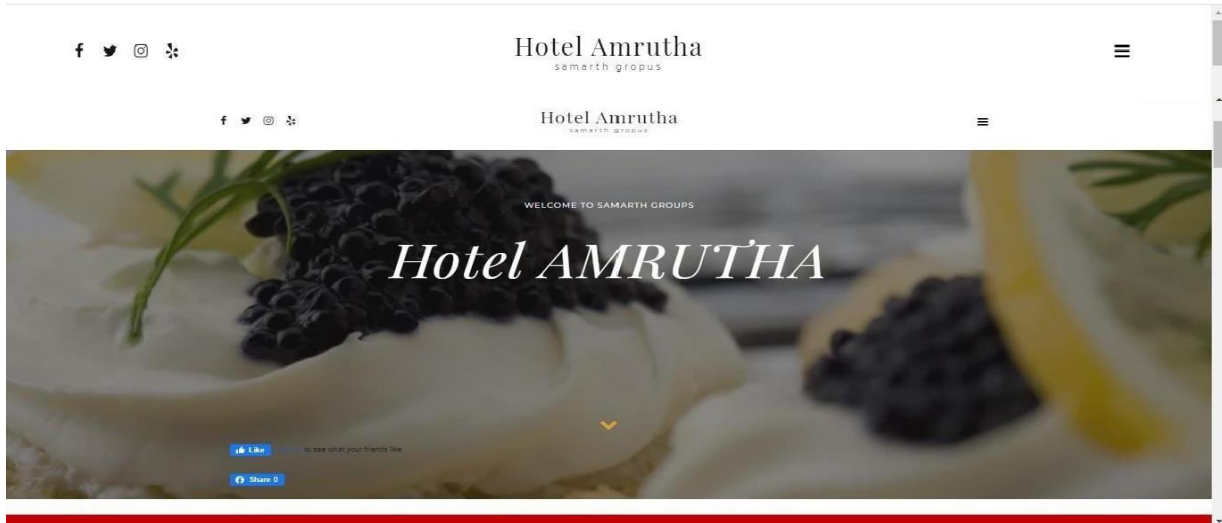 Hotel Amrutha
samarth gropus
Hotel Amrutha
samarth gropus
WELCOME TO SAMARTH GROUPS
Hotel AMRUTHA
Like
to see what your friends like.
Share 0